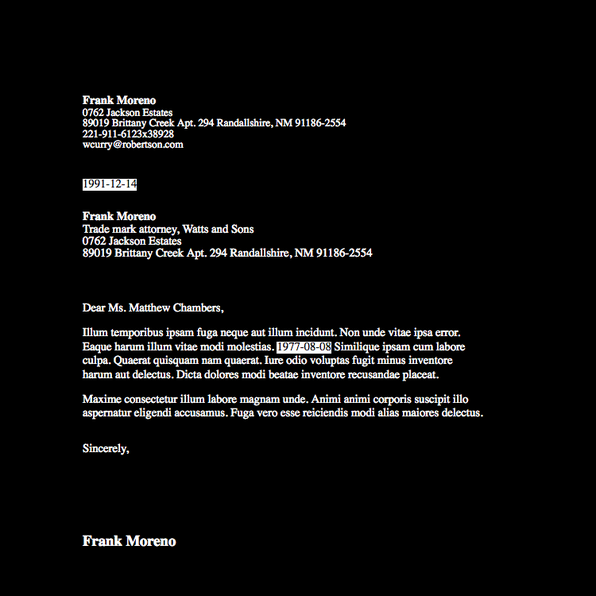 Frank Moreno
0762 Jackson Estates
89019 Brittany Creek Apt. 294 Randallshire, NM 91186-2554
221-911-6123x38928
wcurry@robertson.com
1991-12-14
Frank Moreno
Trade mark attorney, Watts and Sons
0762 Jackson Estates
89019 Brittany Creek Apt. 294 Randallshire, NM 91186-2554
Dear Ms. Matthew Chambers,
Illum temporibus ipsam fuga neque aut illum incidunt. Non unde vitae ipsa error.
Eaque harum illum vitae modi molestias. 1977-08-08 Similique ipsam cum labore
culpa. Quaerat quisquam nam quaerat. Iure odio voluptas fugit minus inventore
harum aut delectus. Dicta dolores modi beatae inventore recusandae placeat.
Maxime consectetur illum labore magnam unde. Animi animi corporis suscipit illo
aspernatur eligendi accusamus. Fuga vero esse reiciendis modi alias maiores delectus.
Sincerely,
Frank Moreno